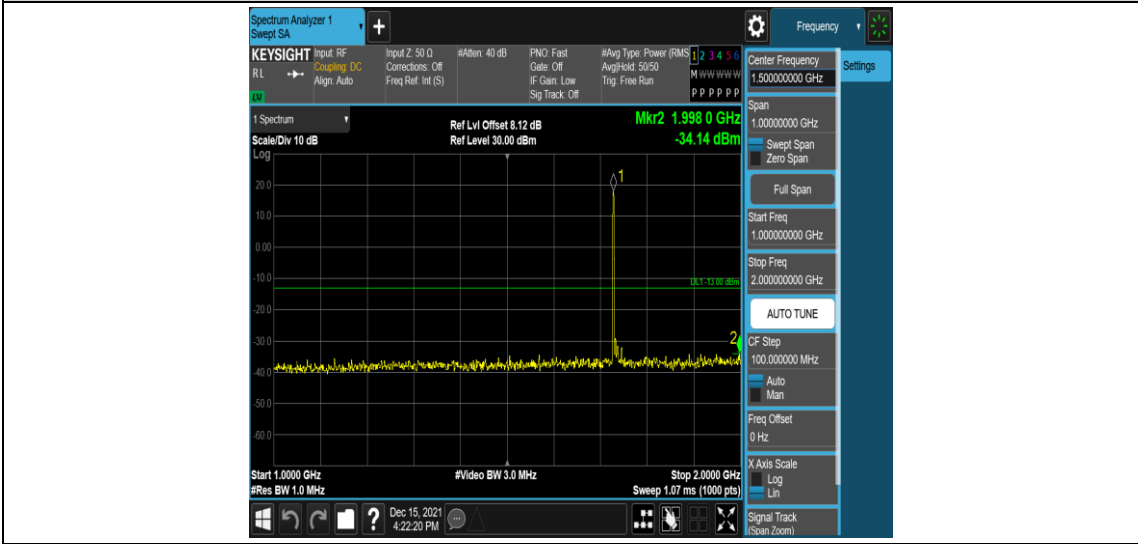 Spectrum Analyzer 1
Swept SA
Frequency
KEYSIGHT
RL
LW
Input: RF
Coupling: DC
Align: Auto
Input Z: 50 Ω
Corrections: Off
Freq Ref: Int (S)
#Atten: 40 dB
PNO: Fast
Gate: Off
IF Gain: Low
Sig Track: Off
#Avg Type: Power (RMS
Avg|Hold: 50/50
Trig: Free Run
1 2 3 4 5 6
M W W W W W
P P P P P P
1 Spectrum
Scale/Div 10 dB
Log
Ref Lvl Offset 8.12 dB
Ref Level 30.00 dBm
Mkr2 1.998 0 GHz
-34.14 dBm
20.0
10.0
0.00
-10.0
-20.0
-30.0
-40.0
-50.0
-60.0
1
DL1 -13.00 dBm
2
Start 1.0000 GHz
#Res BW 1.0 MHz
#Video BW 3.0 MHz
Stop 2.0000 GHz
Sweep 1.07 ms (1000 pts)
?
Dec 15, 2021
4:22:20 PM
Center Frequency
1.500000000 GHz
Settings
Span
1.00000000 GHz
Swept Span
Zero Span
Full Span
Start Freq
1.000000000 GHz
Stop Freq
2.000000000 GHz
AUTO TUNE
CF Step
100.000000 MHz
Auto
Man
Freq Offset
0 Hz
X Axis Scale
Log
Lin
Signal Track
(Span Zoom)